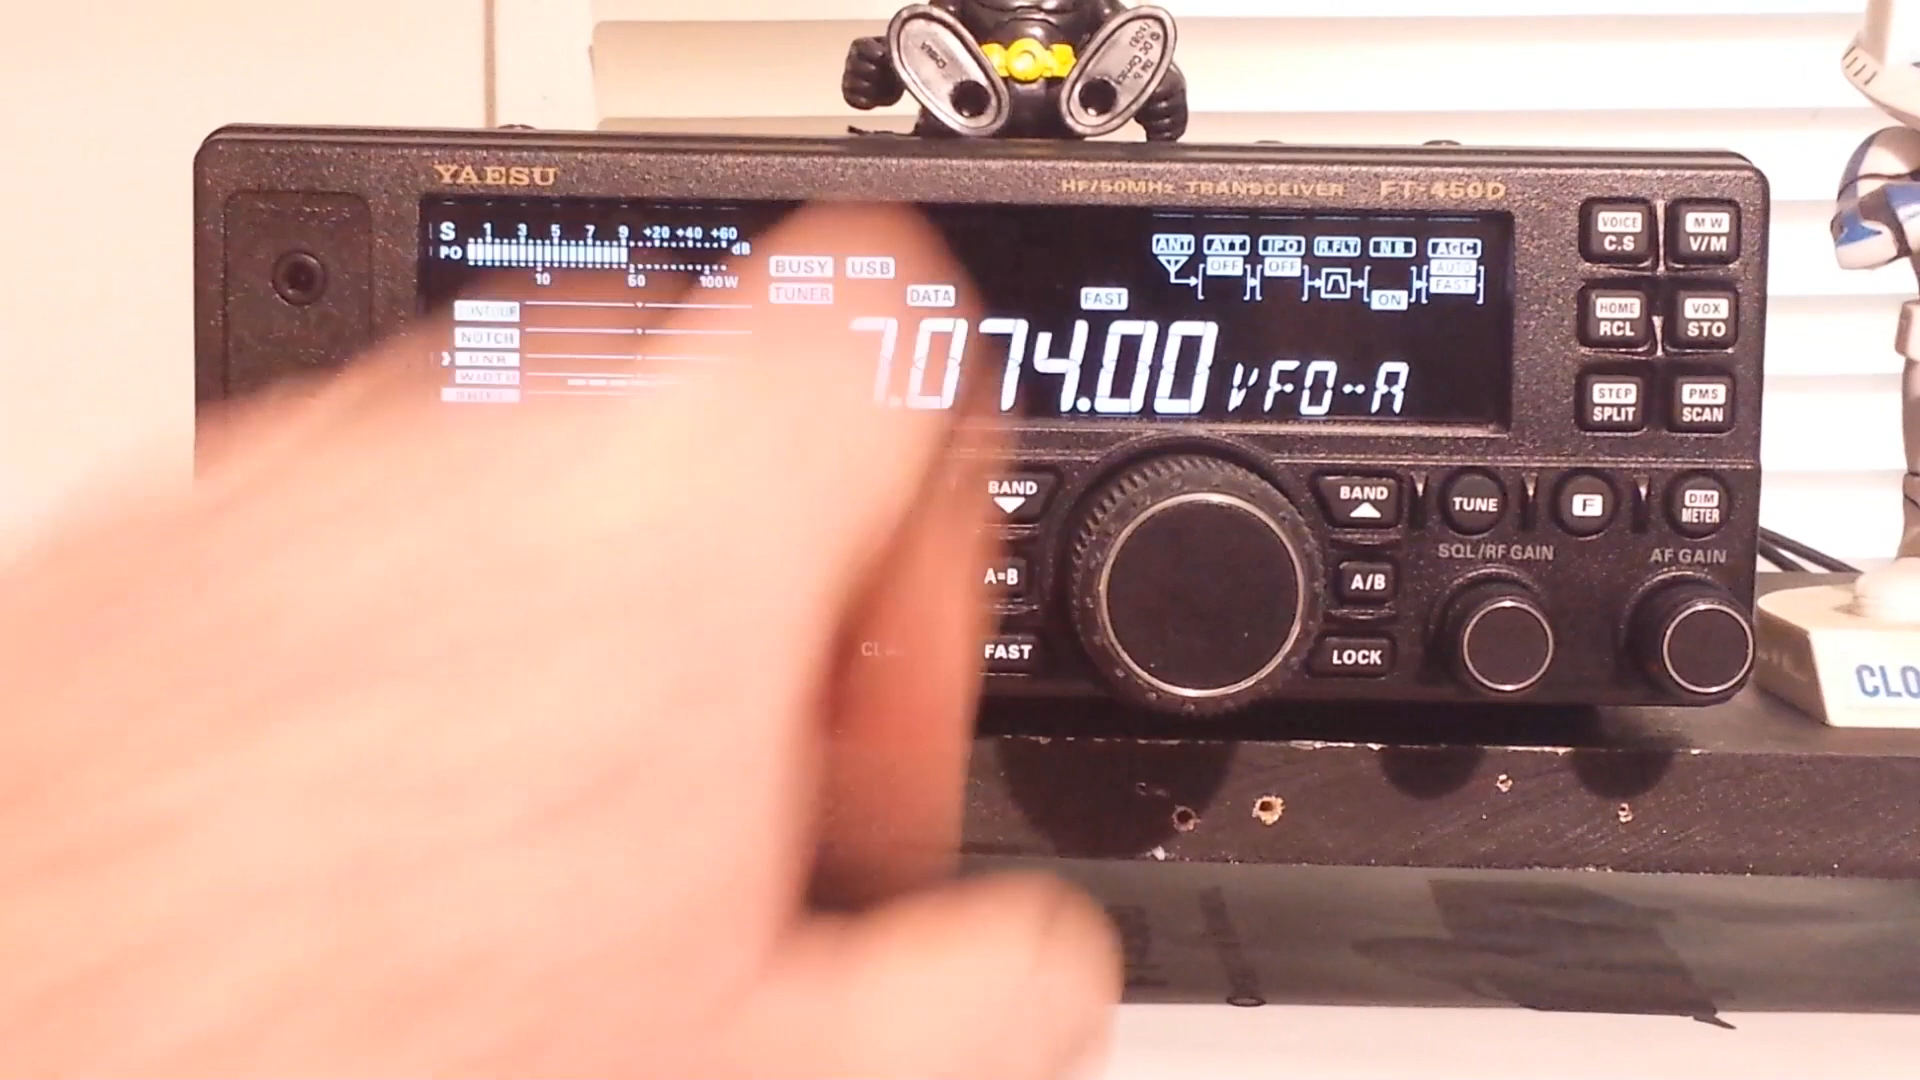 YAESU
HF/50MHz TRANSCEIVER FT-450D
S 1 3 5 7 9 +20 +40 +60 dB
PO 10 50 100W
BUSY USB
TUNER DATA FAST
ANT ATT IPO R.FLT NB AGC
OFF OFF ON AUTO FAST
CONTOUR
NOTCH
DNR
WIDTH
7.074.00 VFO-A
VOICE C.S
MW V/M
HOME RCL
VOX STO
STEP SPLIT
PMS SCAN
BAND
BAND
TUNE
F
DIM METER
SQL/RF GAIN
AF GAIN
A=B
A/B
FAST
LOCK
CLO
CHINA